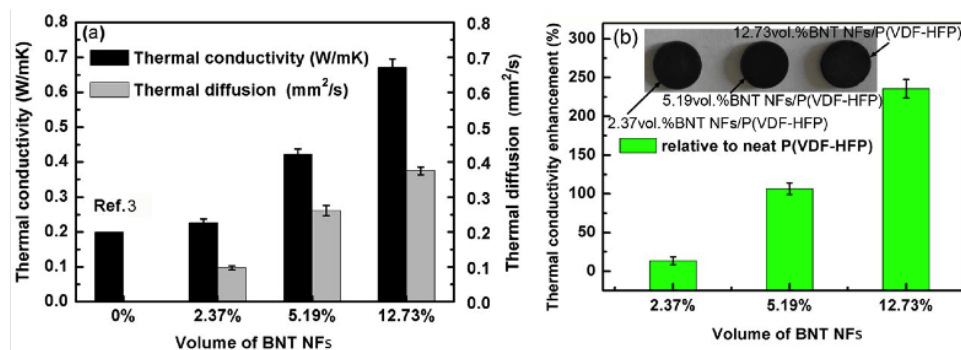 (a)
Thermal conductivity (W/mK)
Thermal diffusion (mm²/s)
Ref.3
0.8
0.7
0.6
0.5
0.4
0.3
0.2
0.1
0.0
Thermal conductivity (W/mK)
0.8
0.7
0.6
0.5
0.4
0.3
0.2
0.1
0.0
Thermal diffusion (mm²/s)
0% 2.37% 5.19% 12.73%
Volume of BNT NFs
(b)
12.73vol.%BNT NFs/P(VDF-HFP)
5.19vol.%BNT NFs/P(VDF-HFP)
2.37vol.%BNT NFs/P(VDF-HFP)
relative to neat P(VDF-HFP)
300
250
200
150
100
50
0
Thermal conductivity enhancement (%)
2.37% 5.19% 12.73%
Volume of BNT NFs